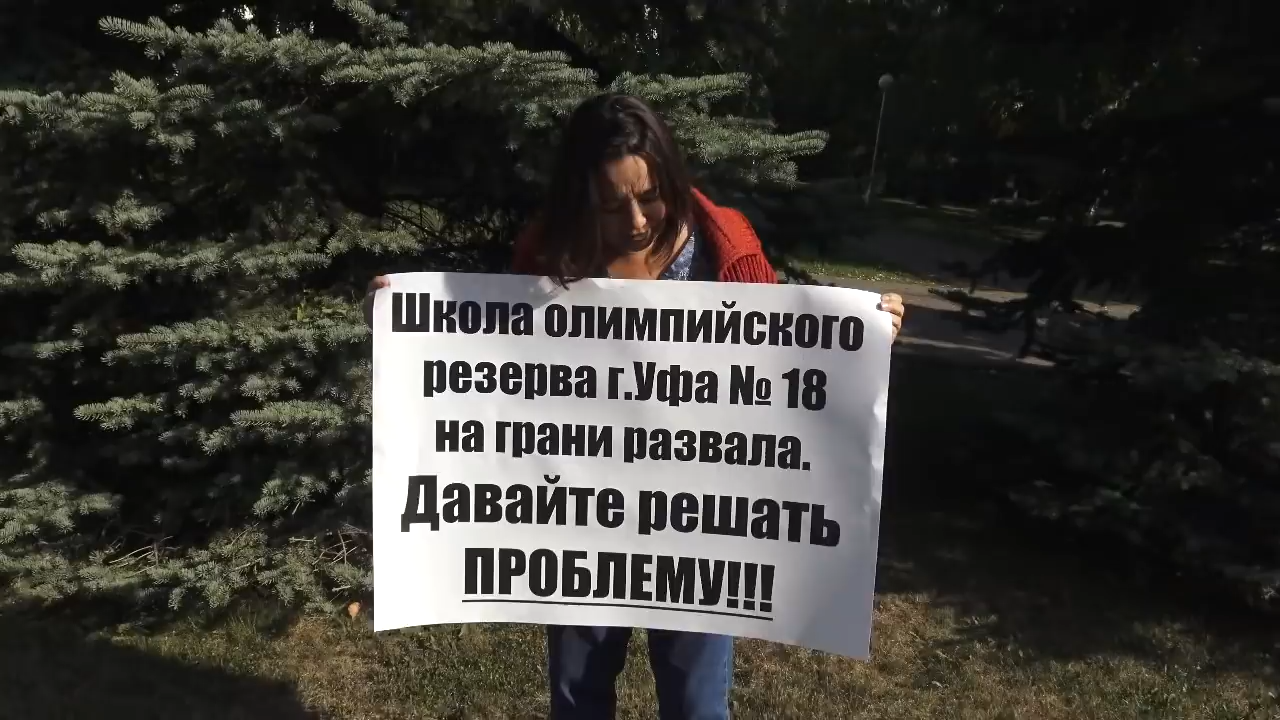 Школа олимпийского
резерва г.Уфа № 18
на грани развала.
Давайте решать
ПРОБЛЕМУ!!!